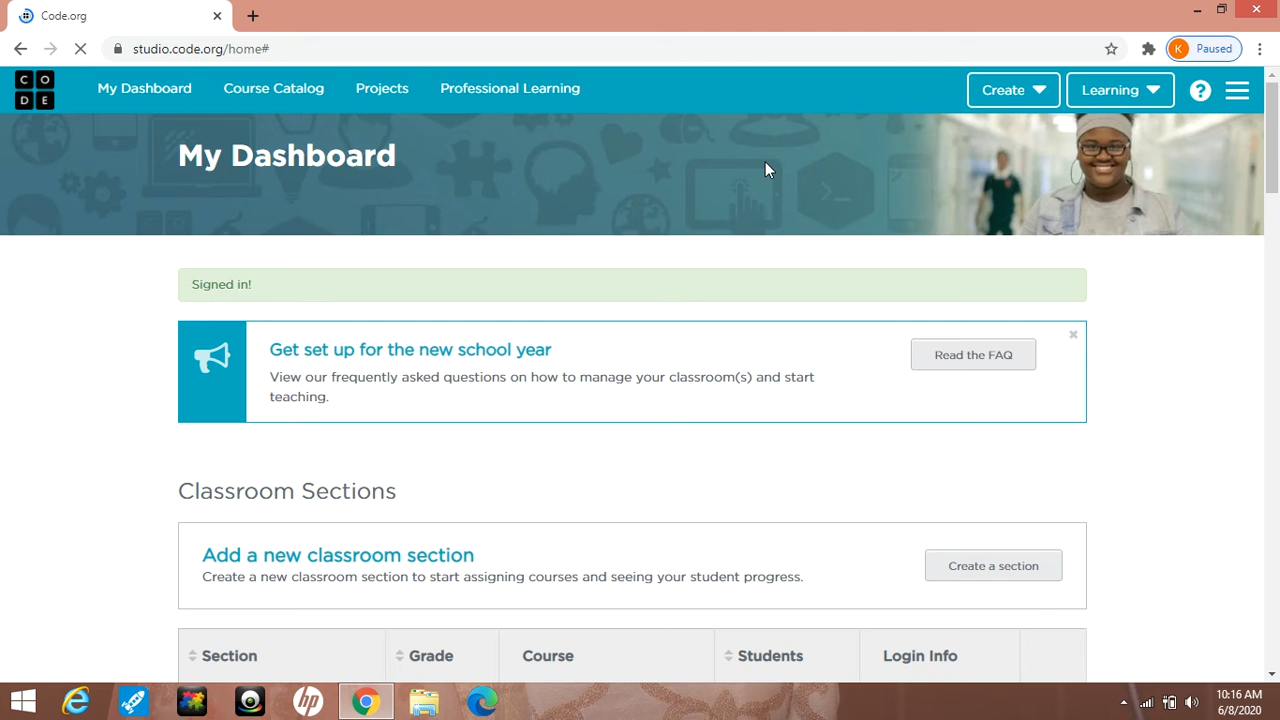 Code.org
studio.code.org/home#
K Paused
CODE
My Dashboard Course Catalog Projects Professional Learning Create Learning ?
My Dashboard
Signed in!
Get set up for the new school year
View our frequently asked questions on how to manage your classroom(s) and start
teaching.
Read the FAQ
Classroom Sections
Add a new classroom section
Create a new classroom section to start assigning courses and seeing your student progress.
Create a section
Section Grade Course Students Login Info
hp
10:16 AM
6/8/2020